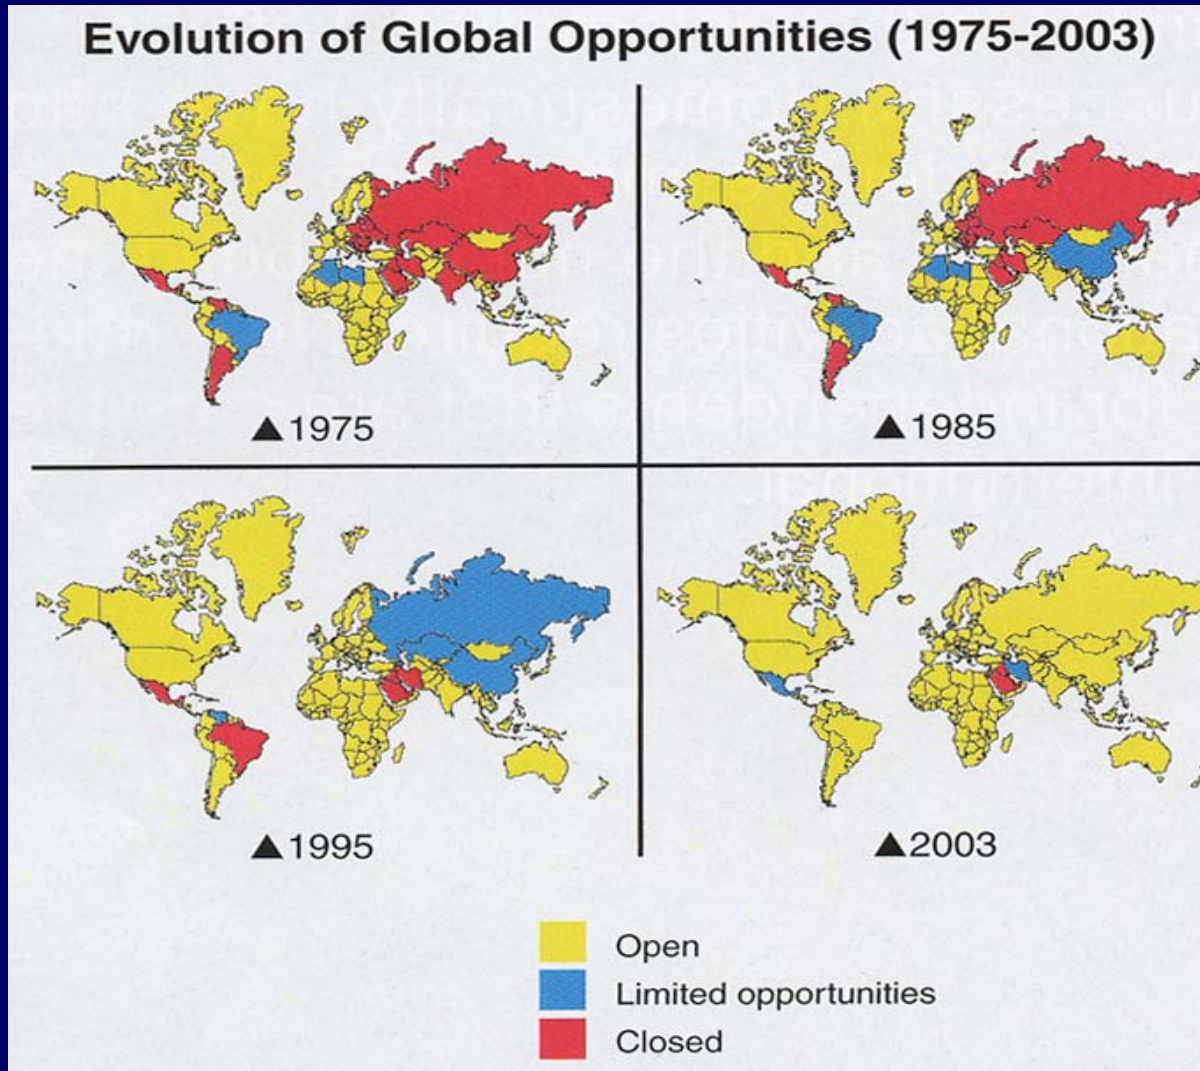 Evolution of Global Opportunities (1975-2003)
▲1975
▲1985
▲1995
▲2003
Open
Limited opportunities
Closed